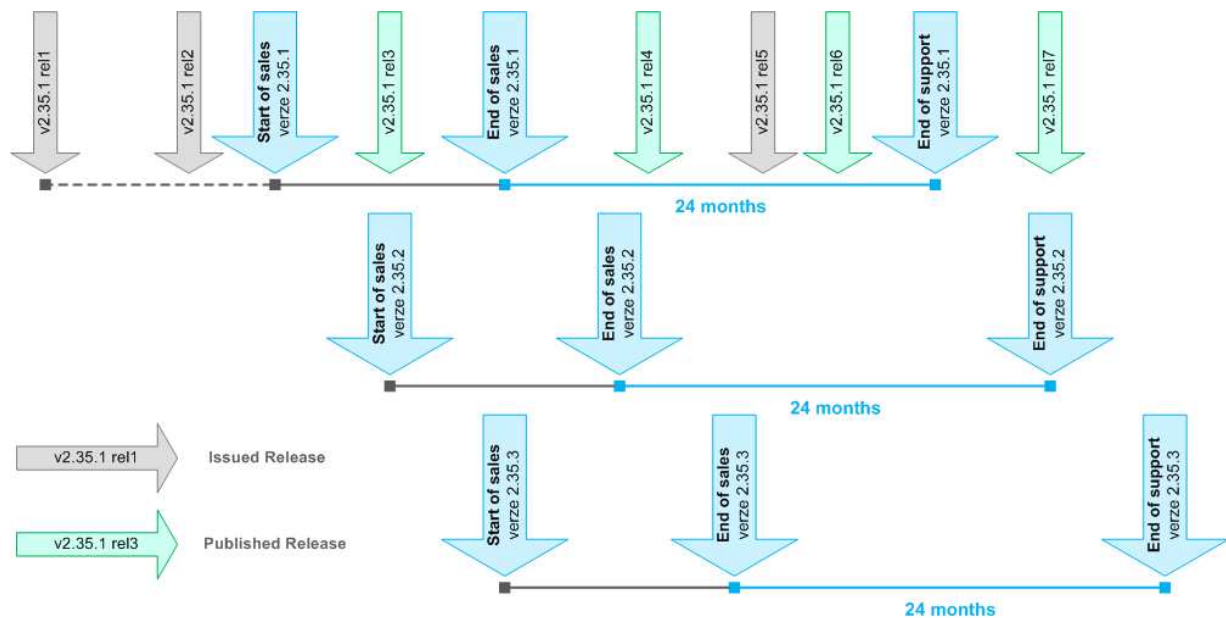 v2.35.1 rel1
v2.35.1 rel2
Start of sales
verze 2.35.1
v2.35.1 rel3
End of sales
verze 2.35.1
v2.35.1 rel4
v2.35.1 rel5
v2.35.1 rel6
End of support
verze 2.35.1
v2.35.1 rel7
24 months
Start of sales
verze 2.35.2
End of sales
verze 2.35.2
End of support
verze 2.35.2
24 months
v2.35.1 rel1
Issued Release
v2.35.1 rel3
Published Release
Start of sales
verze 2.35.3
End of sales
verze 2.35.3
End of support
verze 2.35.3
24 months